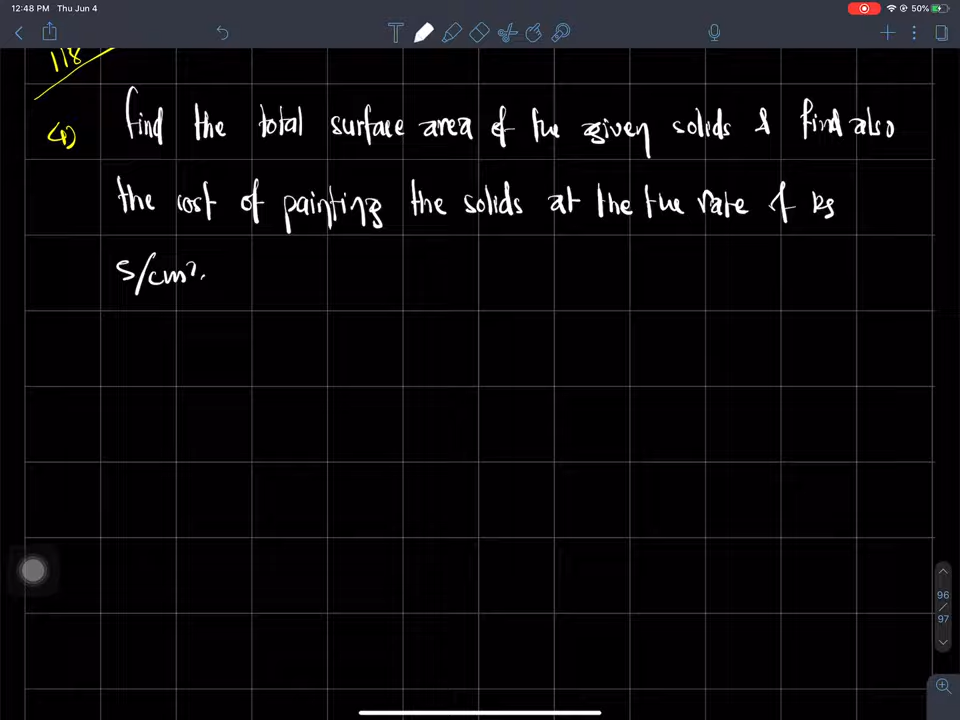 12:48 PM Thu Jun 4
50%
118
(1) find the total surface area of the given solids & find also
the cost of painting the solids at the the rate of Rs
5/cm².
96
/
97